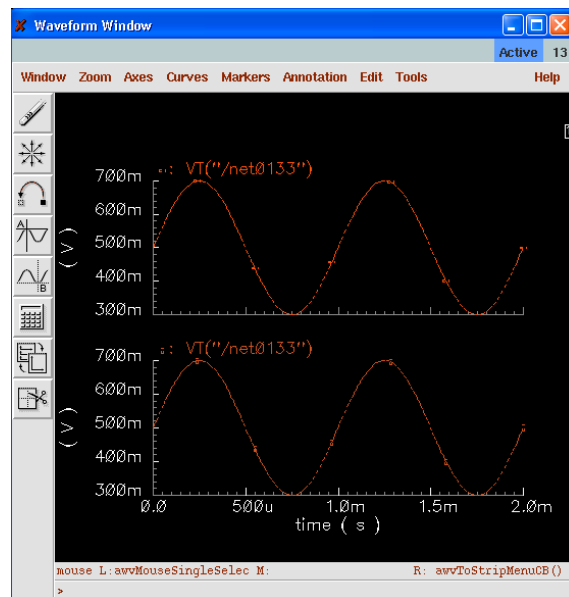 Waveform Window
Active 13
Window Zoom Axes Curves Markers Annotation Edit Tools Help
: VT("/net0133")
700m
600m
500m
400m
300m
(V)
: VT("/net0133")
700m
600m
500m
400m
300m
(V)
0.0 500u 1.0m 1.5m 2.0m
time ( s )
mouse L:awvMouseSingleSelec M: R: awvToStripMenuCB()
>